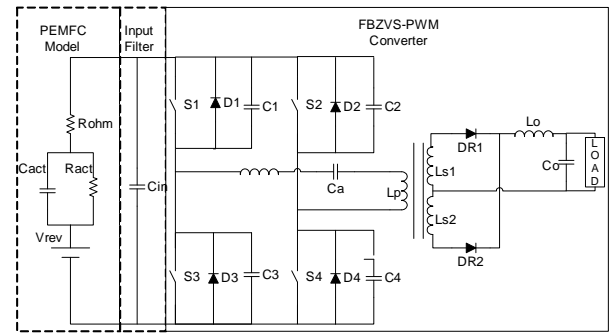 PEMFC
Model
Input
Filter
FBZVS-PWM
Converter
S1
D1
C1
S2
D2
C2
Rohm
Cact
Ract
Cin
Ca
Lp
Ls1
Ls2
DR1
DR2
Lo
Co
LOAD
Vrev
S3
D3
C3
S4
D4
C4